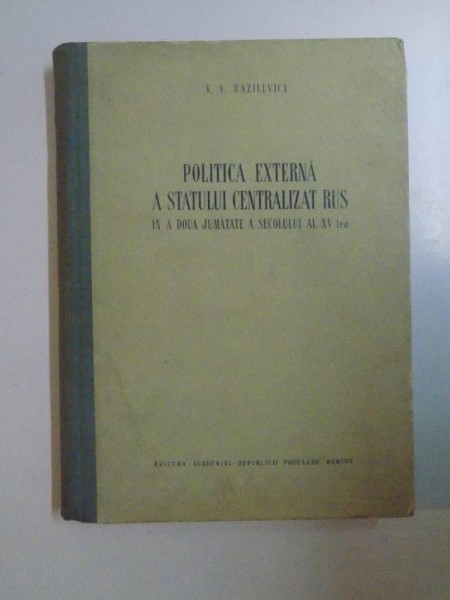 K. V. BAZILEVICI
POLITICA EXTERNĂ
A STATULUI CENTRALIZAT RUS
IN A DOUA JUMĂTATE A SECOLULUI AL XV lea
EDITURA ACADEMIEI REPUBLICII POPULARE ROMÎNE